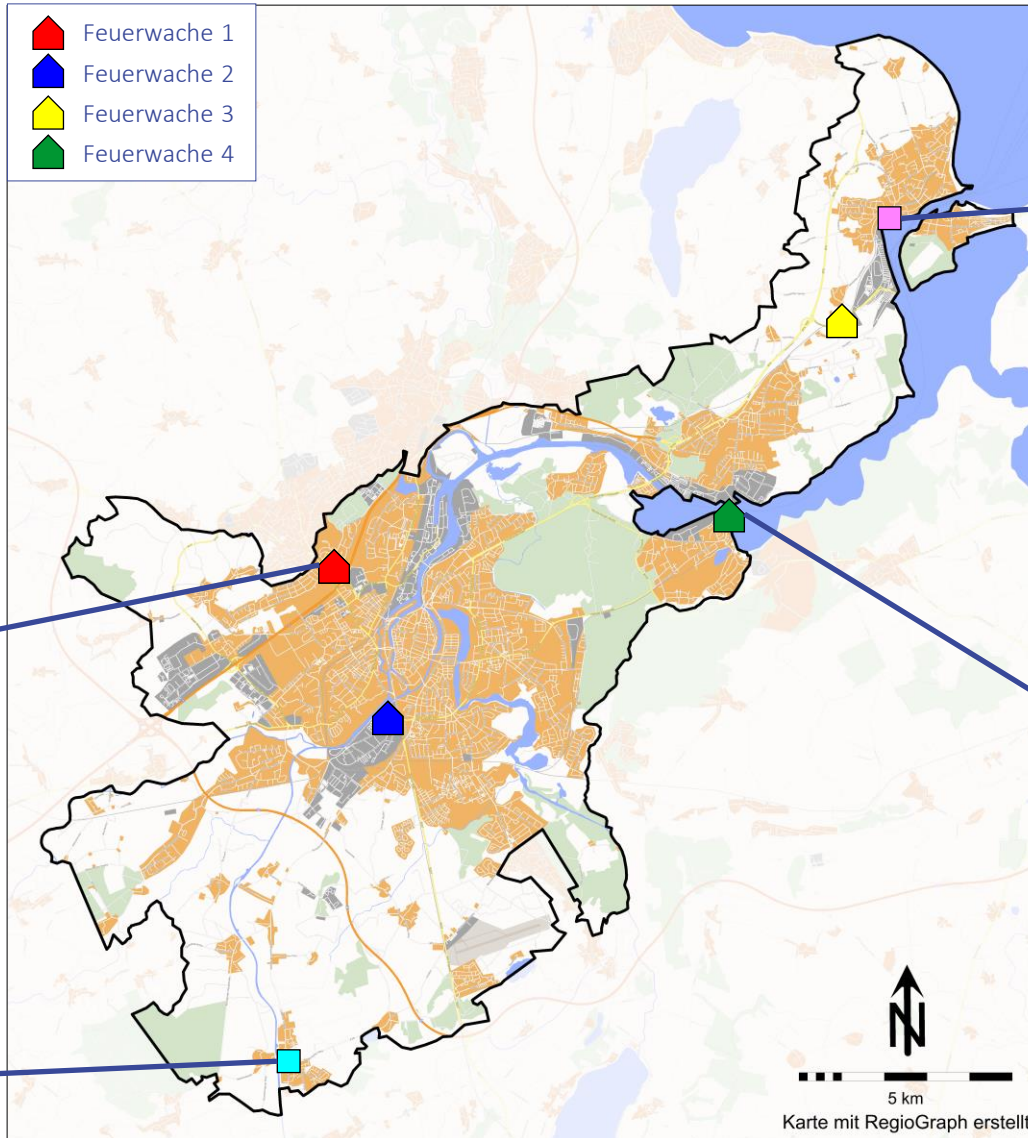 Feuerwache 1
Feuerwache 2
Feuerwache 3
Feuerwache 4
N
5 km
Karte mit RegioGraph erstellt